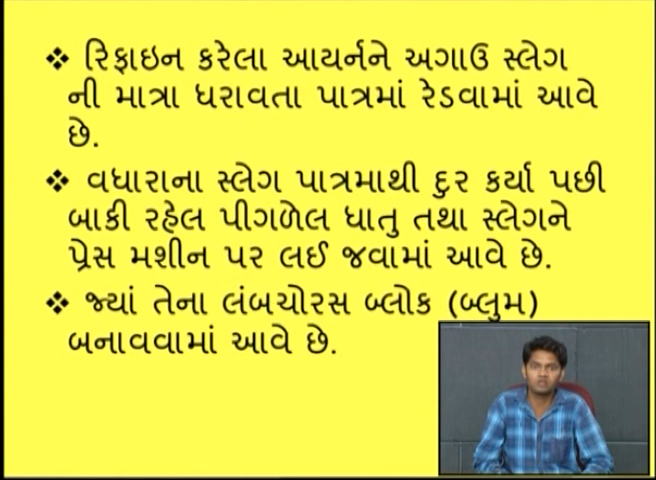 ❖ રિફાઇન કરેલા આયર્નને અગાઉ સ્લેગ
ની માત્રા ધરાવતા પાત્રમાં રેડવામાં આવે
છે.
❖ વધારાના સ્લેગ પાત્રમાથી દુર કર્યા પછી
બાકી રહેલ પીગળેલ ધાતુ તથા સ્લેગને
પ્રેસ મશીન પર લઈ જવામાં આવે છે.
❖ જ્યાં તેના લંબચોરસ બ્લોક (બ્લુમ)
બનાવવામાં આવે છે.